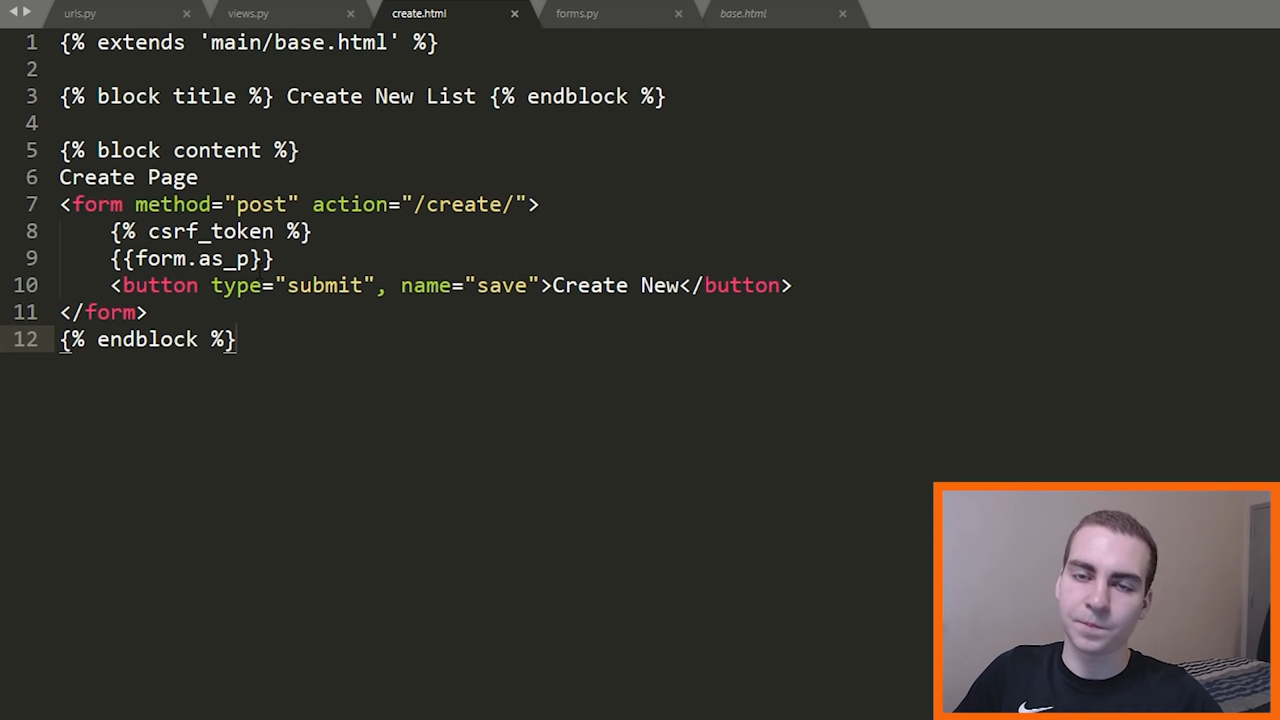 urls.py views.py create.html forms.py base.html
1 {% extends 'main/base.html' %}
2
3 {% block title %} Create New List {% endblock %}
4
5 {% block content %}
6 Create Page
7 <form method="post" action="/create/">
8 {% csrf_token %}
9 {{form.as_p}}
10 <button type="submit", name="save">Create New</button>
11 </form>
12 {% endblock %}